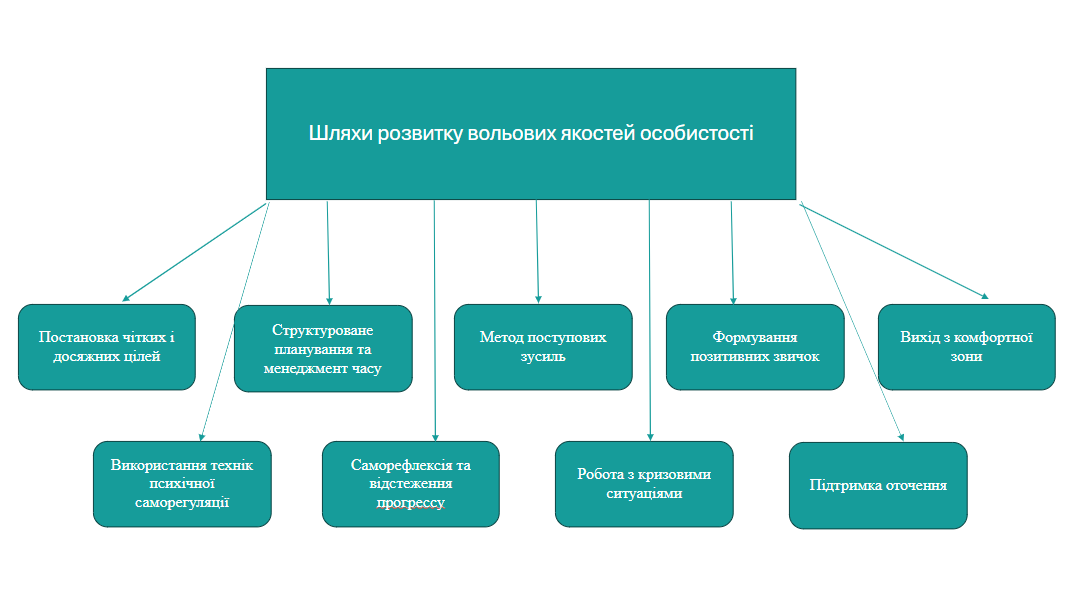 Шляхи розвитку вольових якостей особистості
Постановка чітких і
досяжних цілей
Структуроване
планування та
менеджмент часу
Метод поступових
зусиль
Формування
позитивних звичок
Вихід з комфортної
зони
Використання технік
психічної
саморегуляції
Саморефлексія та
відстеження
прогрессу
Робота з кризовими
ситуаціями
Підтримка оточення